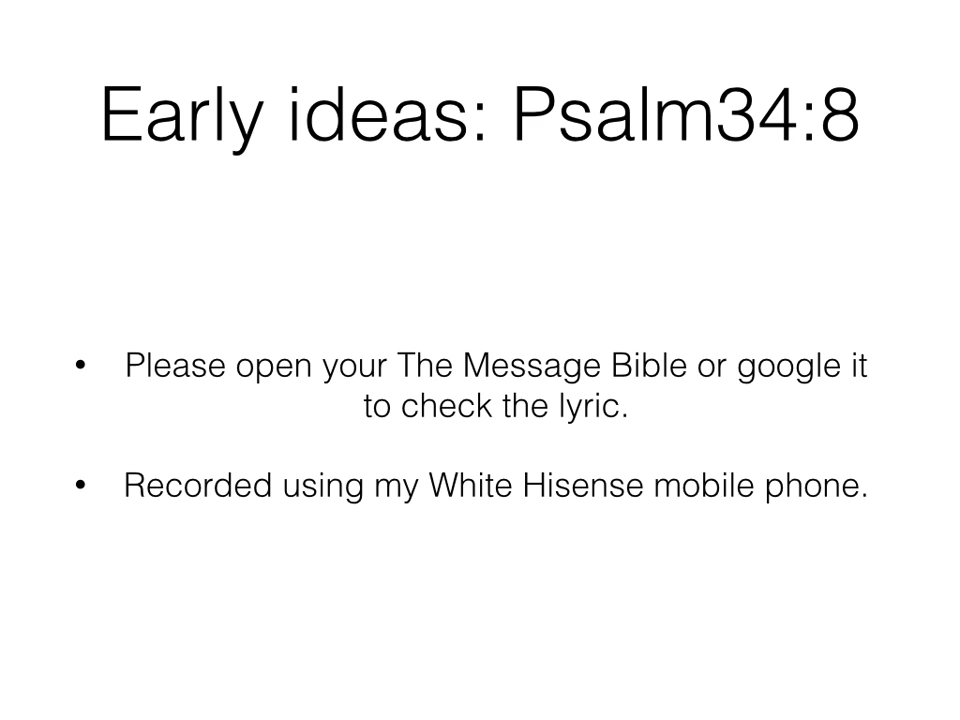 Early ideas: Psalm34:8
• Please open your The Message Bible or google it
to check the lyric.
• Recorded using my White Hisense mobile phone.